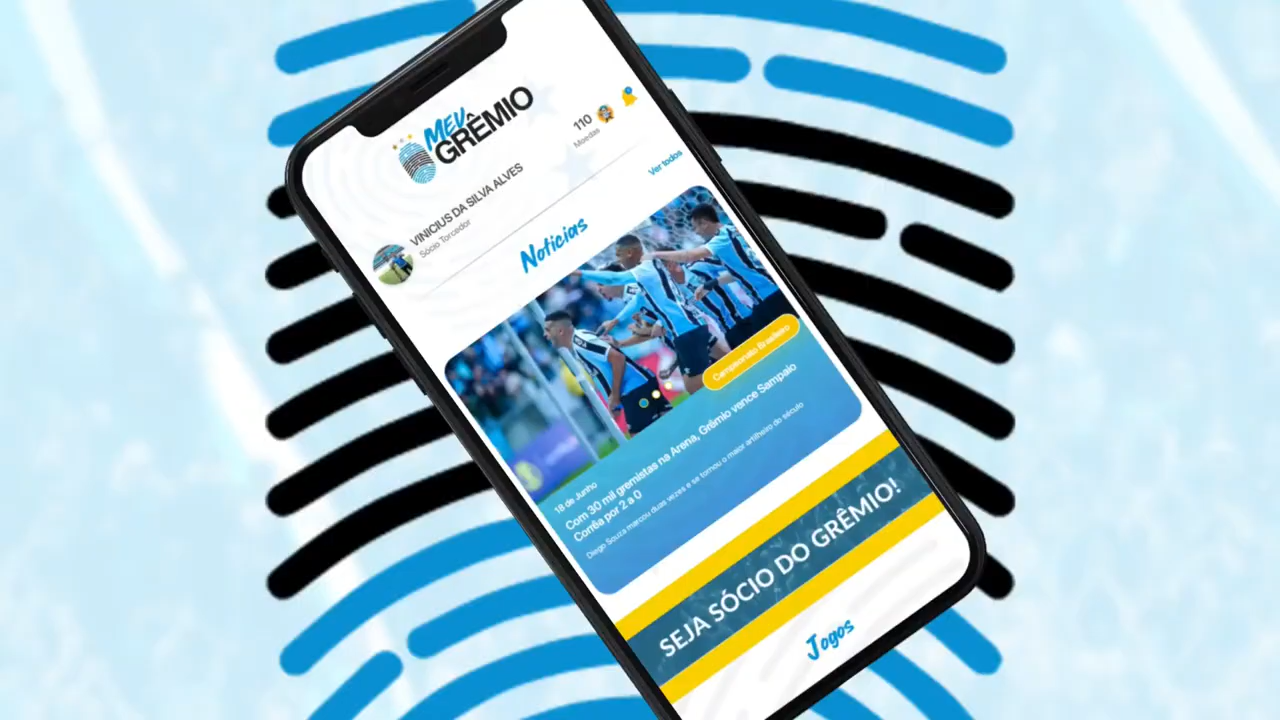 MEU
GRÊMIO
110
Moedas
VINICIUS DA SILVA ALVES
Sócio Torcedor
Ver todos
Notícias
Campeonato Brasileiro
18 de Junho
Com 30 mil gremistas na Arena, Grêmio vence Sampaio
Corrêa por 2 a 0
Diego Souza marcou duas vezes e se tornou o maior artilheiro do século
SEJA SÓCIO DO GRÊMIO!
Jogos